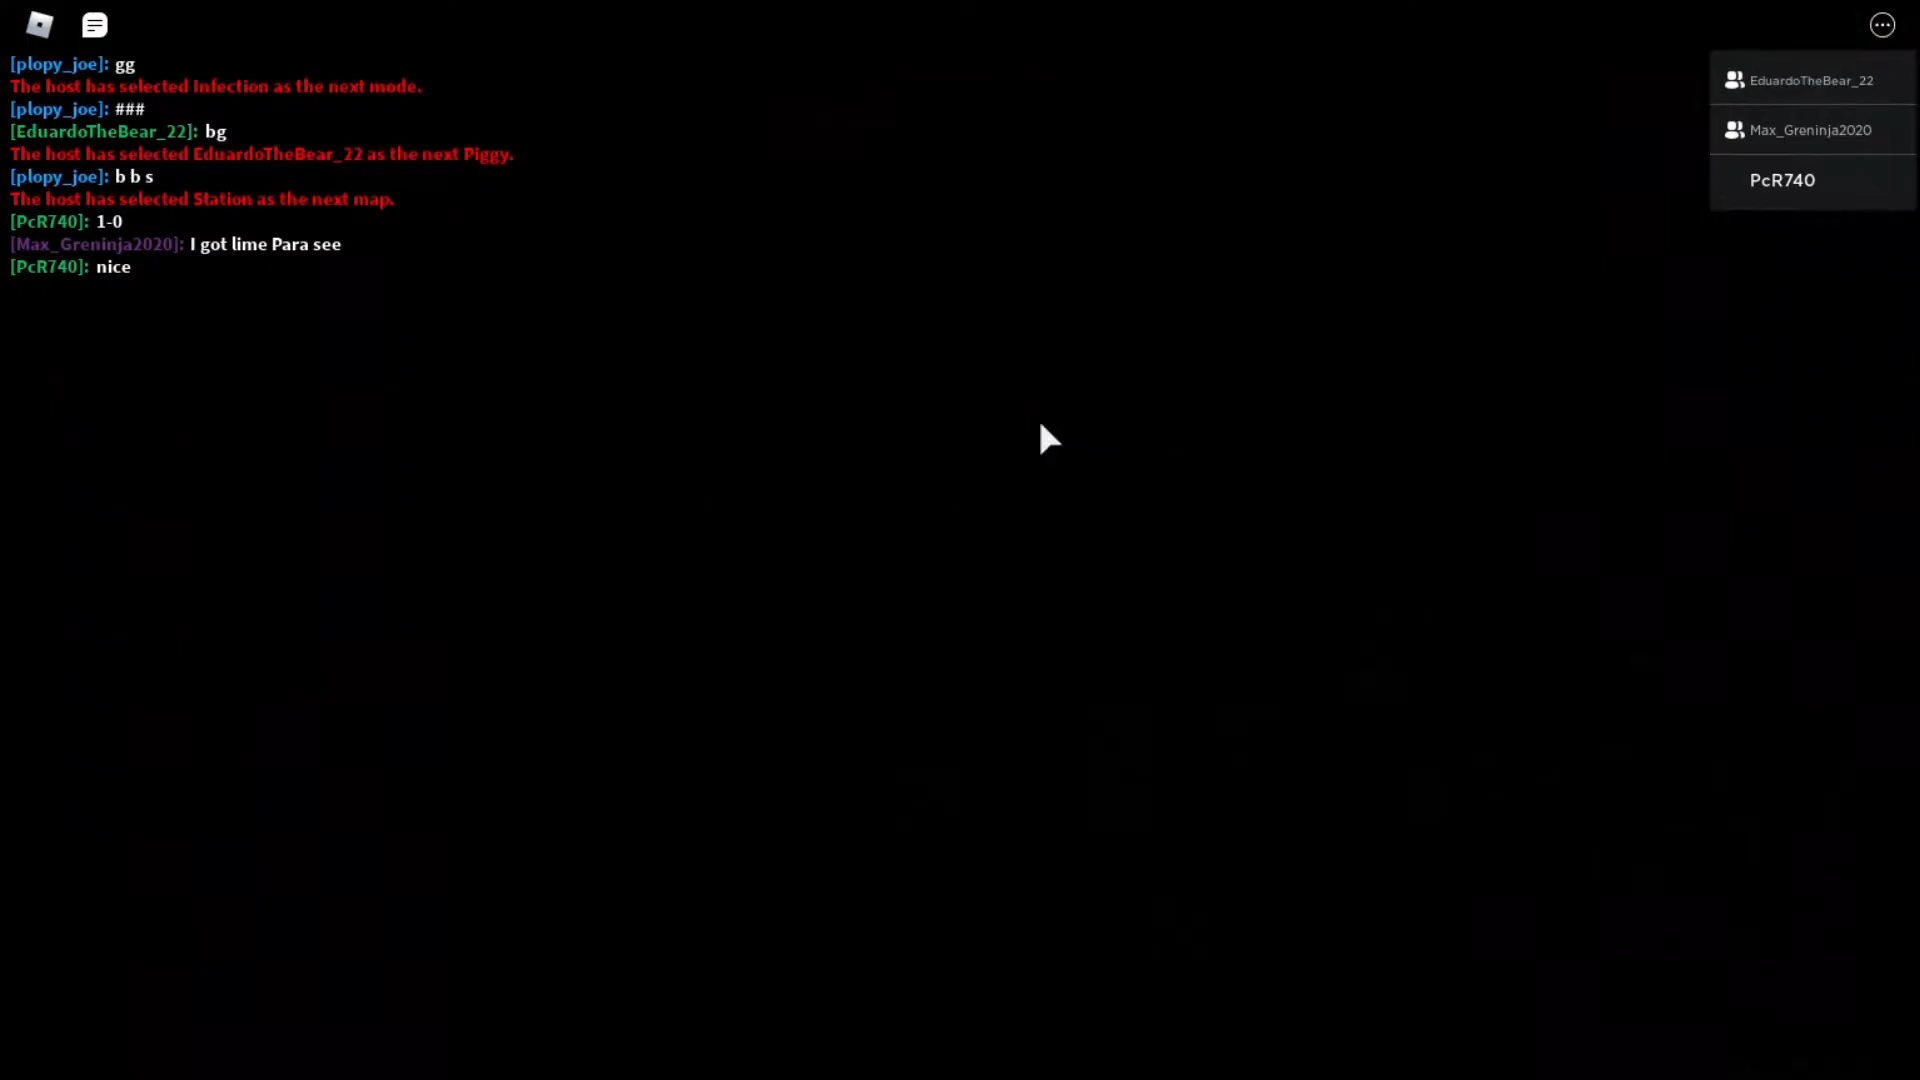 [plopy_joe]: gg
The host has selected Infection as the next mode.
[plopy_joe]: ###
[EduardoTheBear_22]: bg
The host has selected EduardoTheBear_22 as the next Piggy.
[plopy_joe]: b b s
The host has selected Station as the next map.
[PcR740]: 1-0
[Max_Greninja2020]: I got lime Para see
[PcR740]: nice
EduardoTheBear_22
Max_Greninja2020
PcR740